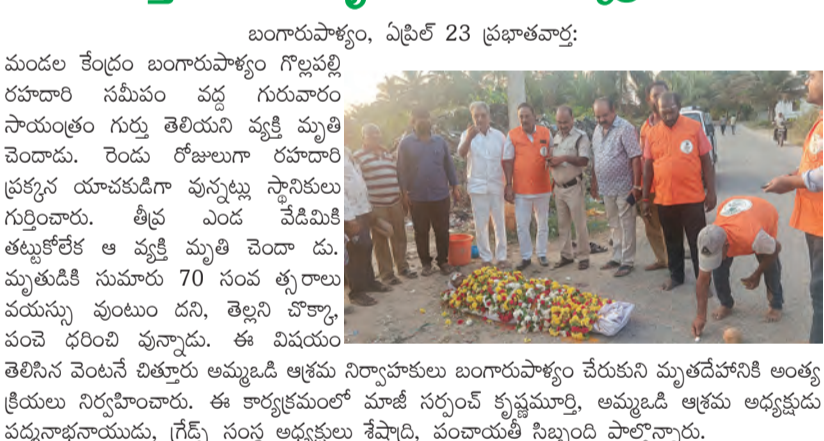 బంగారుపాళ్యం, ఏప్రిల్ 23 ప్రభాతవార్త:
మండల కేంద్రం బంగారుపాళ్యం గొల్లపల్లి
రహదారి సమీపం వద్ద గురువారం
సాయంత్రం గుర్తు తెలియని వ్యక్తి మృతి
చెందాడు. రెండు రోజులుగా రహదారి
ప్రక్కన యాచకుడిగా వున్నట్లు స్థానికులు
గుర్తించారు. తీవ్ర ఎండ వేడిమికి
తట్టుకోలేక ఆ వ్యక్తి మృతి చెందా డు.
మృతుడికి సుమారు 70 సంవ త్సరాలు
వయస్సు వుంటుం దని, తెల్లని చొక్కా,
పంచె ధరించి వున్నాడు. ఈ విషయం
తెలిసిన వెంటనే చిత్తూరు అమ్మఒడి ఆశ్రమ నిర్వాహకులు బంగారుపాళ్యం చేరుకుని మృతదేహానికి అంత్య
క్రియలు నిర్వహించారు. ఈ కార్యక్రమంలో మాజీ సర్పంచ్ కృష్ణమూర్తి, అమ్మఒడి ఆశ్రమ అధ్యక్షుడు
పద్మనాభనాయుడు, గ్రేడ్స్ సంస్థ అధ్యక్షులు శేషాద్రి, పంచాయతీ సిబ్బంది పాల్గొన్నారు.